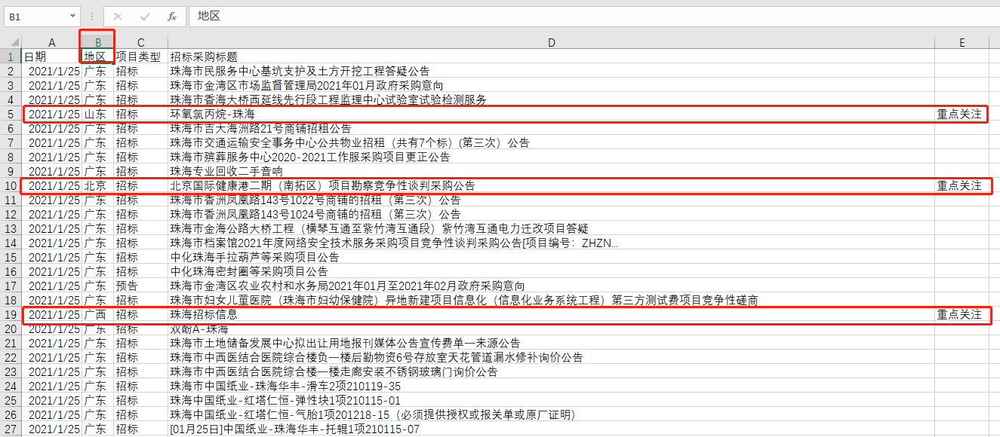 B1 fx 地区
A B C D E
1 日期 地区 项目类型 招标采购标题
2 2021/1/25 广东 招标 珠海市民服务中心基坑支护及土方开挖工程答疑公告
3 2021/1/25 广东 招标 珠海市金湾区市场监督管理局2021年01月政府采购意向
4 2021/1/25 广东 招标 珠海市香海大桥西延线先行段工程监理中心试验室试验检测服务
5 2021/1/25 山东 招标 环氧氯丙烷-珠海 重点关注
6 2021/1/25 广东 招标 珠海市吉大海洲路21号商铺招租公告
7 2021/1/25 广东 招标 珠海市交通运输安全事务中心公共物业招租（共有7个标）(第三次）公告
8 2021/1/25 广东 招标 珠海市殡葬服务中心2020-2021工作服采购项目更正公告
9 2021/1/25 广东 招标 珠海专业回收二手音响
10 2021/1/25 北京 招标 北京国际健康港二期（南拓区）项目勘察竞争性谈判采购公告 重点关注
11 2021/1/25 广东 招标 珠海市香洲凤凰路143号1022号商铺的招租（第三次）公告
12 2021/1/25 广东 招标 珠海市香洲凤凰路143号1024号商铺的招租（第三次）公告
13 2021/1/25 广东 招标 珠海市金海公路大桥工程（横琴互通至紫竹湾互通段）紫竹湾互通电力迁改项目答疑
14 2021/1/25 广东 招标 珠海市档案馆2021年度网络安全技术服务采购项目竞争性谈判采购公告[项目编号：ZHZN...
15 2021/1/25 广东 招标 中化珠海手拉葫芦等采购项目公告
16 2021/1/25 广东 招标 中化珠海密封圈等采购项目公告
17 2021/1/25 广东 预告 珠海市金湾区农业农村和水务局2021年01月至2021年02月政府采购意向
18 2021/1/25 广东 招标 珠海市妇女儿童医院（珠海市妇幼保健院）异地新建项目信息化（信息化业务系统工程）第三方测试费项目竞争性磋商
19 2021/1/25 广西 招标 珠海招标信息 重点关注
20 2021/1/25 广东 招标 双酚A-珠海
21 2021/1/25 广东 招标 珠海市土地储备发展中心拟出让用地报刊媒体公告宣传费单一来源公告
22 2021/1/25 广东 招标 珠海市中西医结合医院综合楼负一楼后勤物资6号存放室天花管道漏水修补询价公告
23 2021/1/25 广东 招标 珠海市中西医结合医院综合楼一楼走廊安装不锈钢玻璃门询价公告
24 2021/1/25 广东 招标 珠海市中国纸业-珠海华丰-滑车2项210119-35
25 2021/1/25 广东 招标 珠海中国纸业-红塔仁恒-弹性块1项210115-01
26 2021/1/25 广东 招标 珠海中国纸业-红塔仁恒-气胎1项201218-15（必须提供授权或报关单或原厂证明）
27 2021/1/25 广东 招标 [01月25日]中国纸业-珠海华丰-托辊1项210115-07